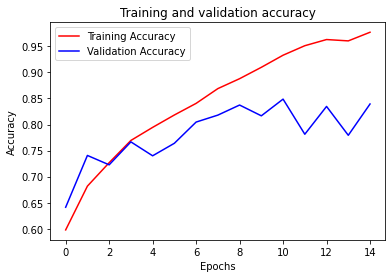 Training and validation accuracy
Training Accuracy
Validation Accuracy
Accuracy
0.95
0.90
0.85
0.80
0.75
0.70
0.65
0.60
0 2 4 6 8 10 12 14
Epochs